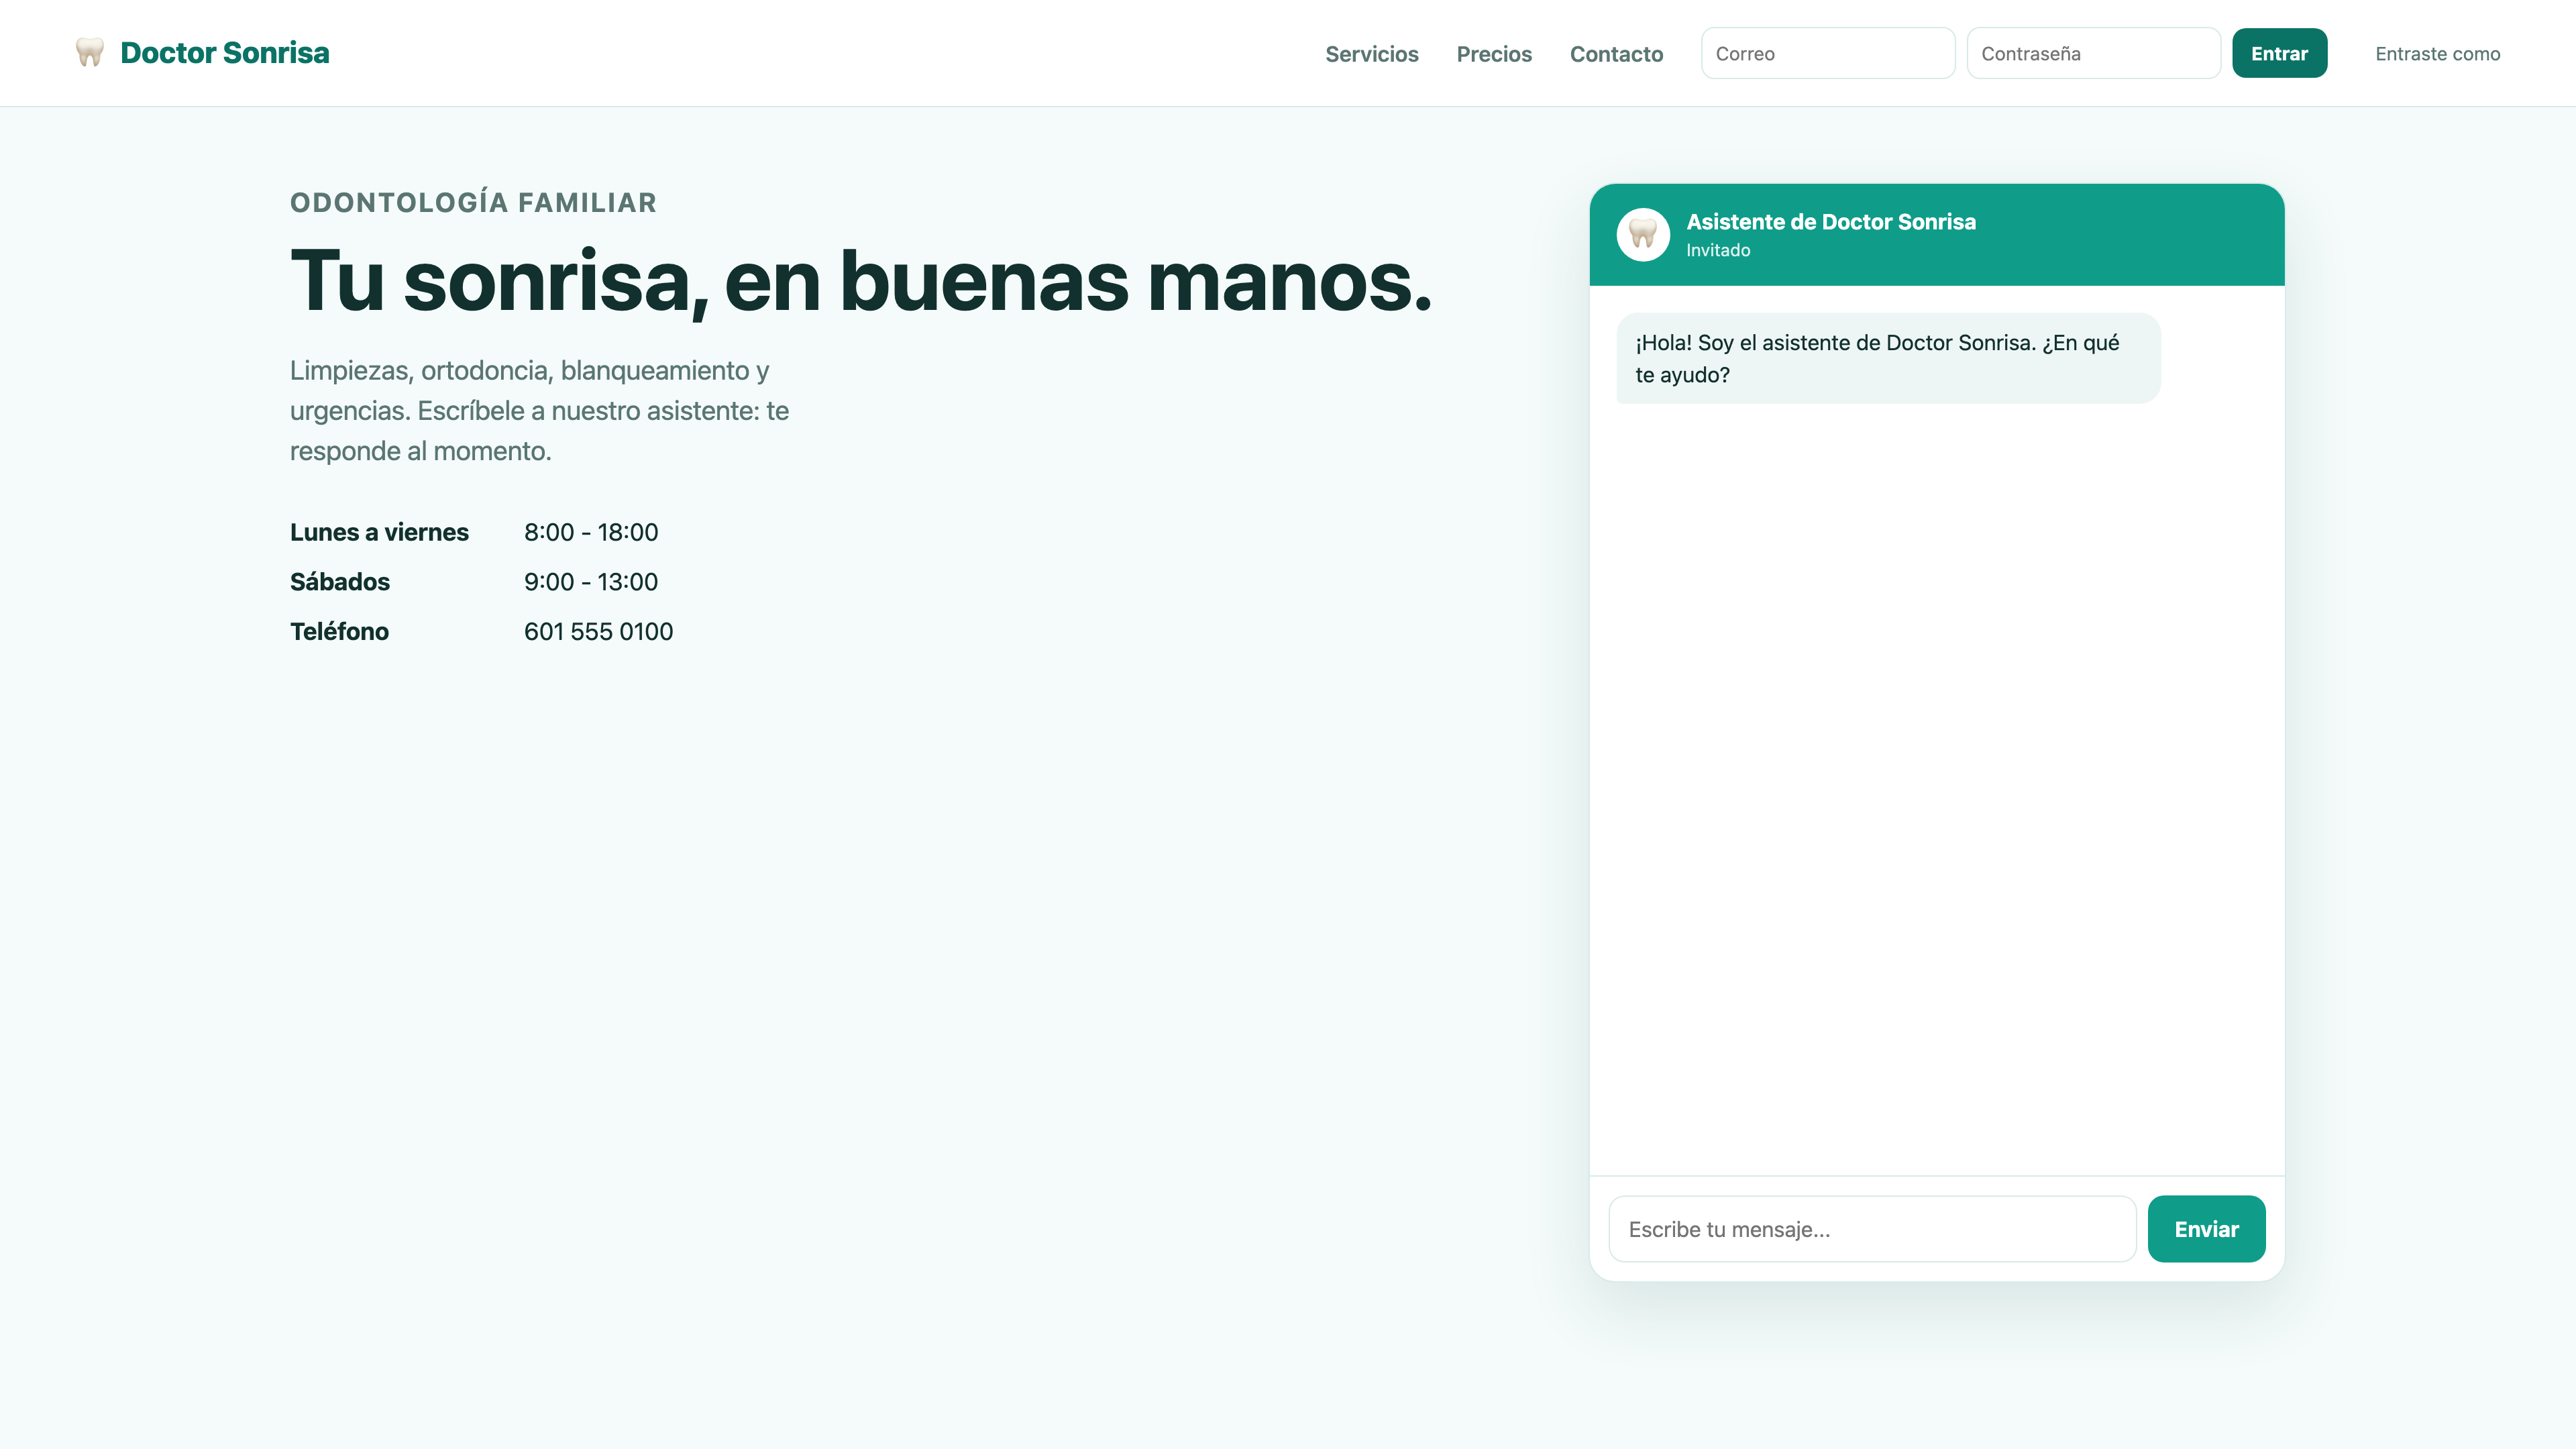 Doctor Sonrisa
Servicios
Precios
Contacto
Correo
Contraseña
Entrar
Entraste como
ODONTOLOGÍA FAMILIAR
Tu sonrisa, en buenas manos.
Limpiezas, ortodoncia, blanqueamiento y
urgencias. Escríbele a nuestro asistente: te
responde al momento.
Lunes a viernes 8:00 - 18:00
Sábados 9:00 - 13:00
Teléfono 601 555 0100
Asistente de Doctor Sonrisa
Invitado
¡Hola! Soy el asistente de Doctor Sonrisa. ¿En qué
te ayudo?
Escribe tu mensaje...
Enviar